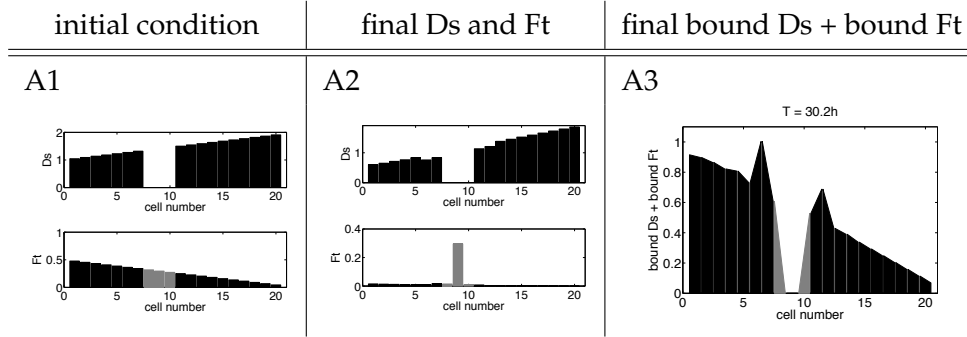 initial condition
final Ds and Ft
final bound Ds + bound Ft
A1
A2
A3
Ds
2
1
0
0
5
10
15
20
cell number
Ft
1
0.5
0
0
5
10
15
20
cell number
Ds
1
0
0
5
10
15
20
cell number
Ft
0.4
0.2
0
0
5
10
15
20
cell number
T = 30.2h
bound Ds + bound Ft
1
0.8
0.6
0.4
0.2
0
0
5
10
15
20
cell number